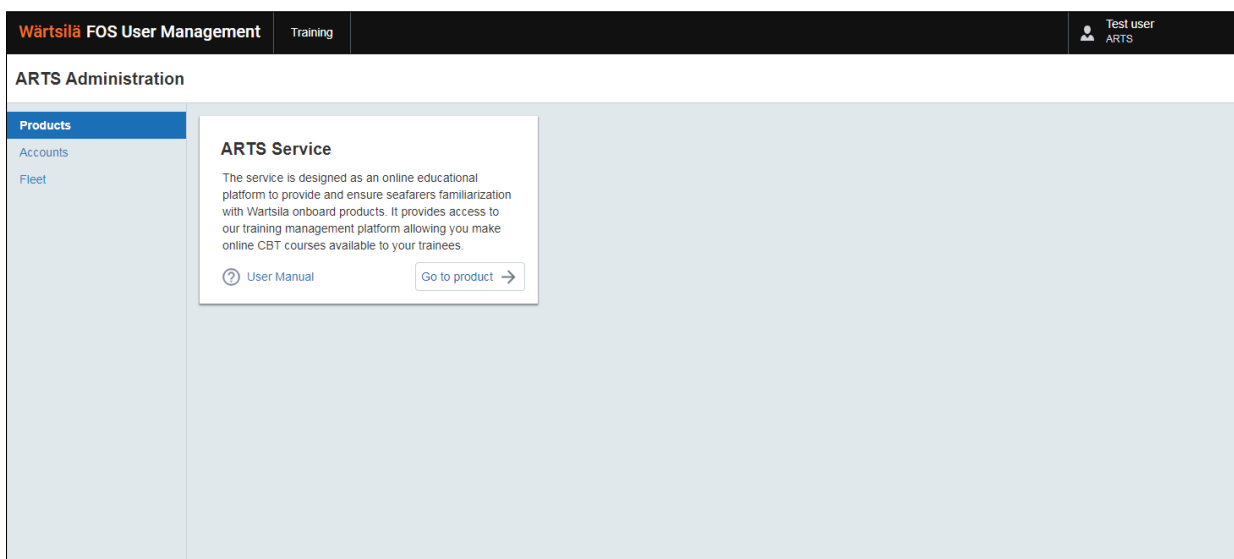 Wärtsilä FOS User Management
Training
Test user
ARTS
ARTS Administration
Products
Accounts
Fleet
ARTS Service
The service is designed as an online educational
platform to provide and ensure seafarers familiarization
with Wartsila onboard products. It provides access to
our training management platform allowing you make
online CBT courses available to your trainees.
User Manual
Go to product